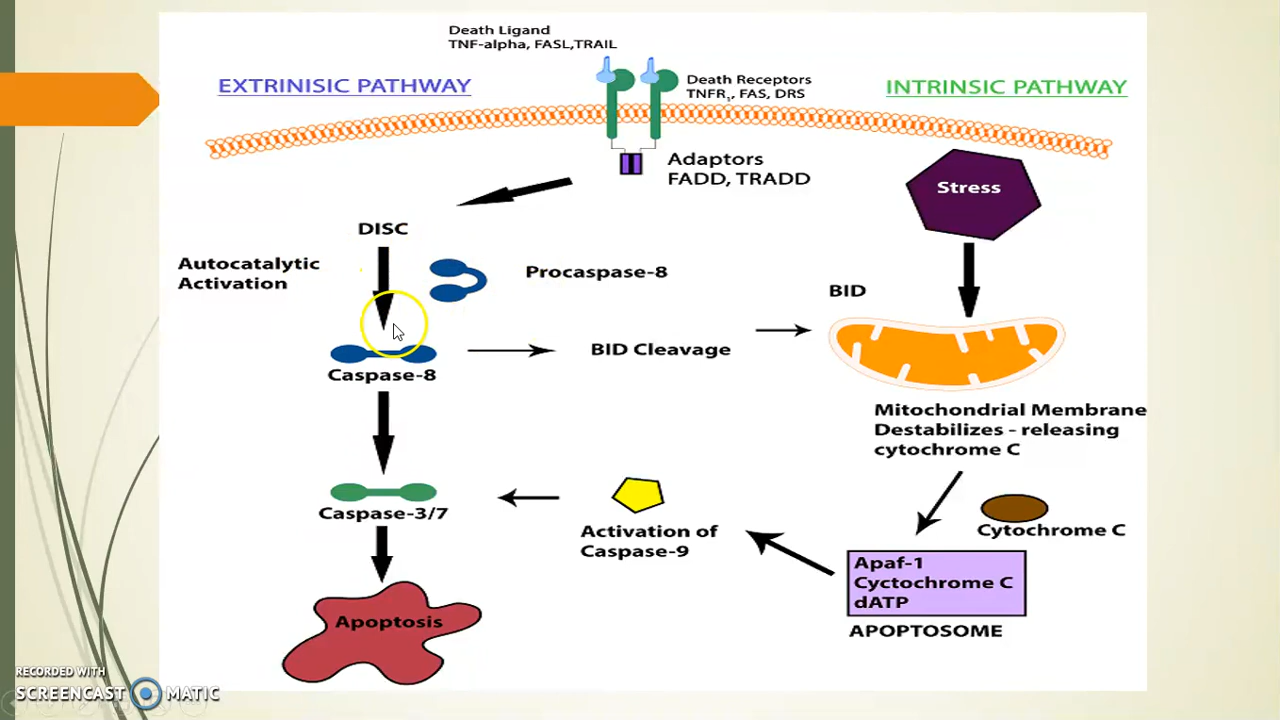 Death Ligand
TNF-alpha, FASL,TRAIL
EXTRINISIC PATHWAY
Death Receptors
TNFR₁, FAS, DRS
INTRINSIC PATHWAY
Adaptors
FADD, TRADD
Stress
DISC
Autocatalytic
Activation
Procaspase-8
BID
Caspase-8
BID Cleavage
Mitochondrial Membrane
Destabilizes - releasing
cytochrome C
Caspase-3/7
Activation of
Caspase-9
Cytochrome C
Apaf-1
Cyctochrome C
dATP
APOPTOSOME
Apoptosis
RECORDED WITH
SCREENCAST MATIC